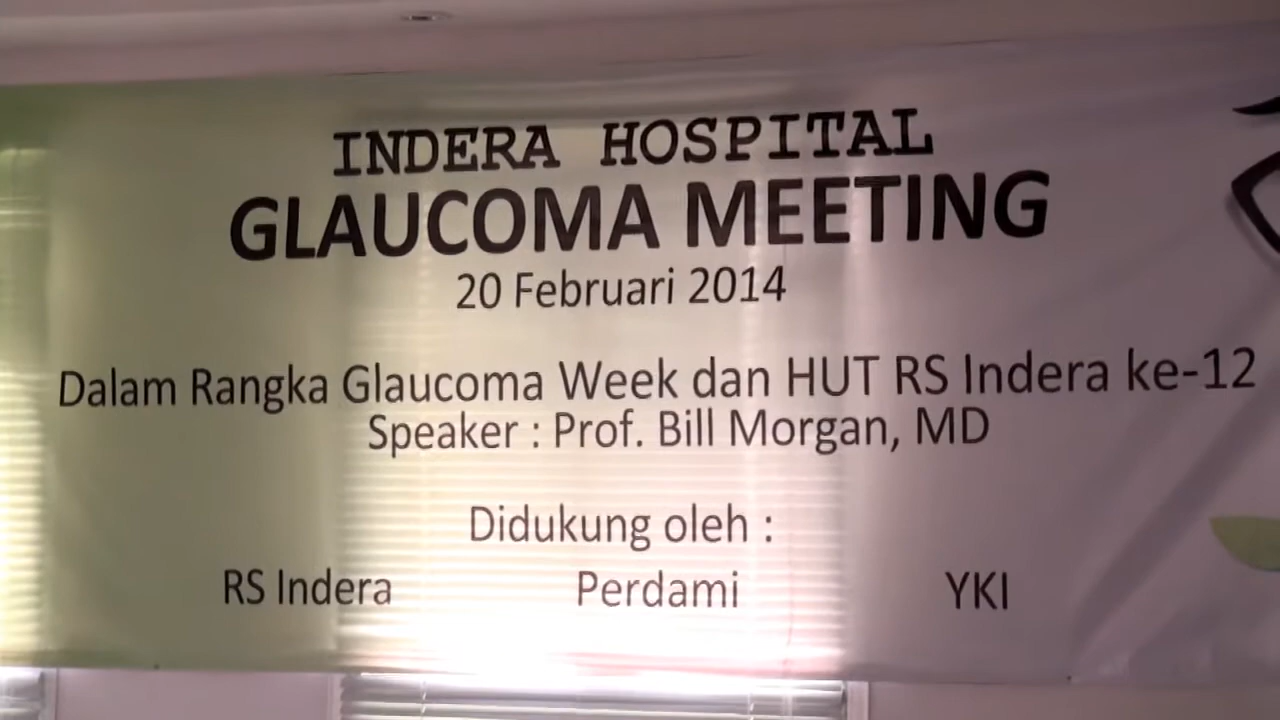 INDERA HOSPITAL
GLAUCOMA MEETING
20 Februari 2014
Dalam Rangka Glaucoma Week dan HUT RS Indera ke-12
Speaker : Prof. Bill Morgan, MD
Didukung oleh :
RS Indera Perdami YKI